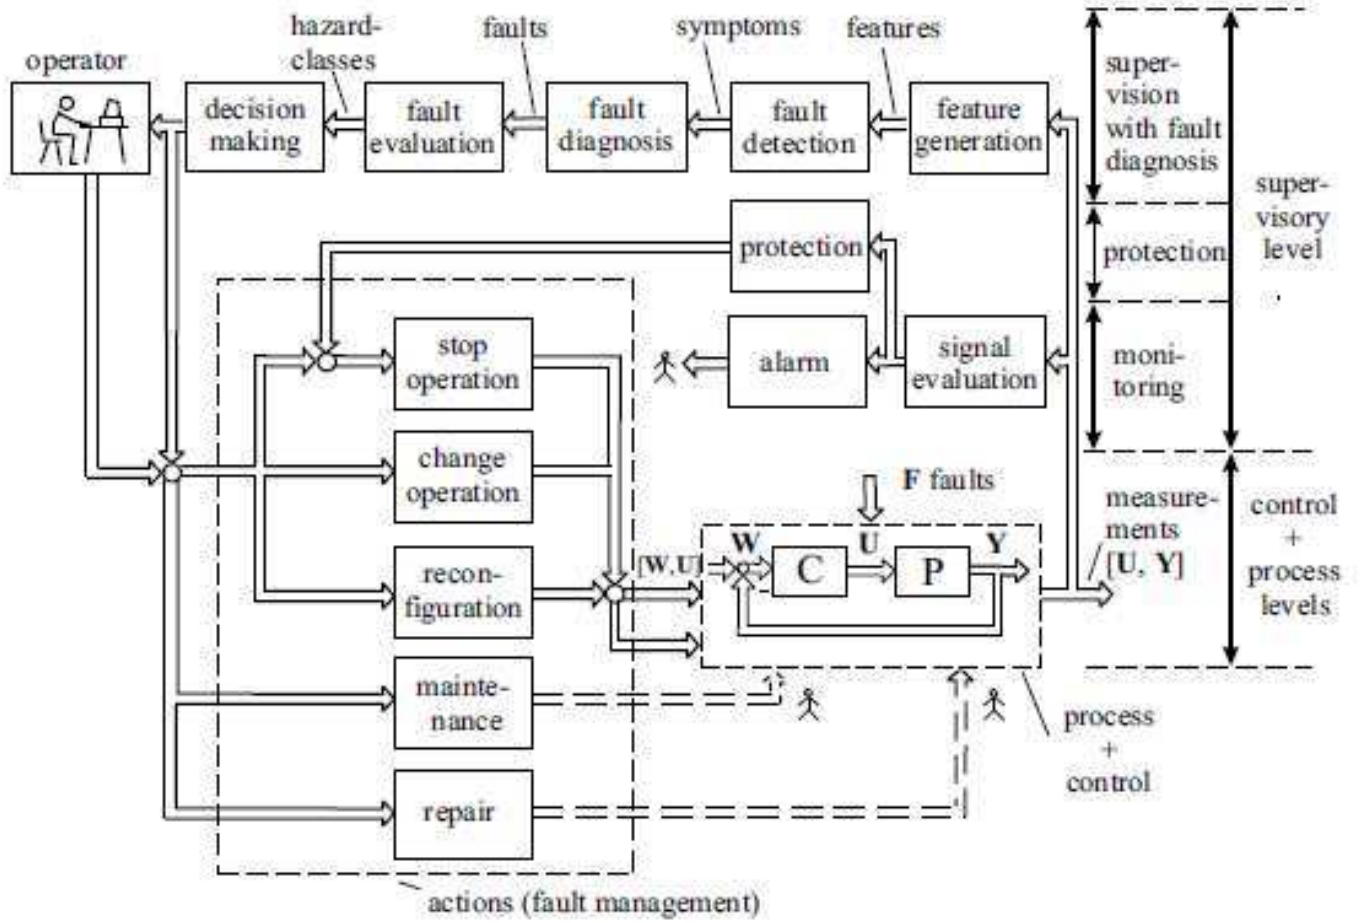 operator
hazard-
classes
faults
symptoms
features
decision
making
fault
evaluation
fault
diagnosis
fault
detection
feature
generation
super-
vision
with fault
diagnosis
super-
visory
level
protection
protection
stop
operation
alarm
signal
evaluation
moni-
toring
change
operation
F faults
measure-
ments
[U, Y]
control
+
process
levels
recon-
figuration
[W,U]
W
C
U
P
Y
mainte-
nance
process
+
control
repair
actions (fault management)